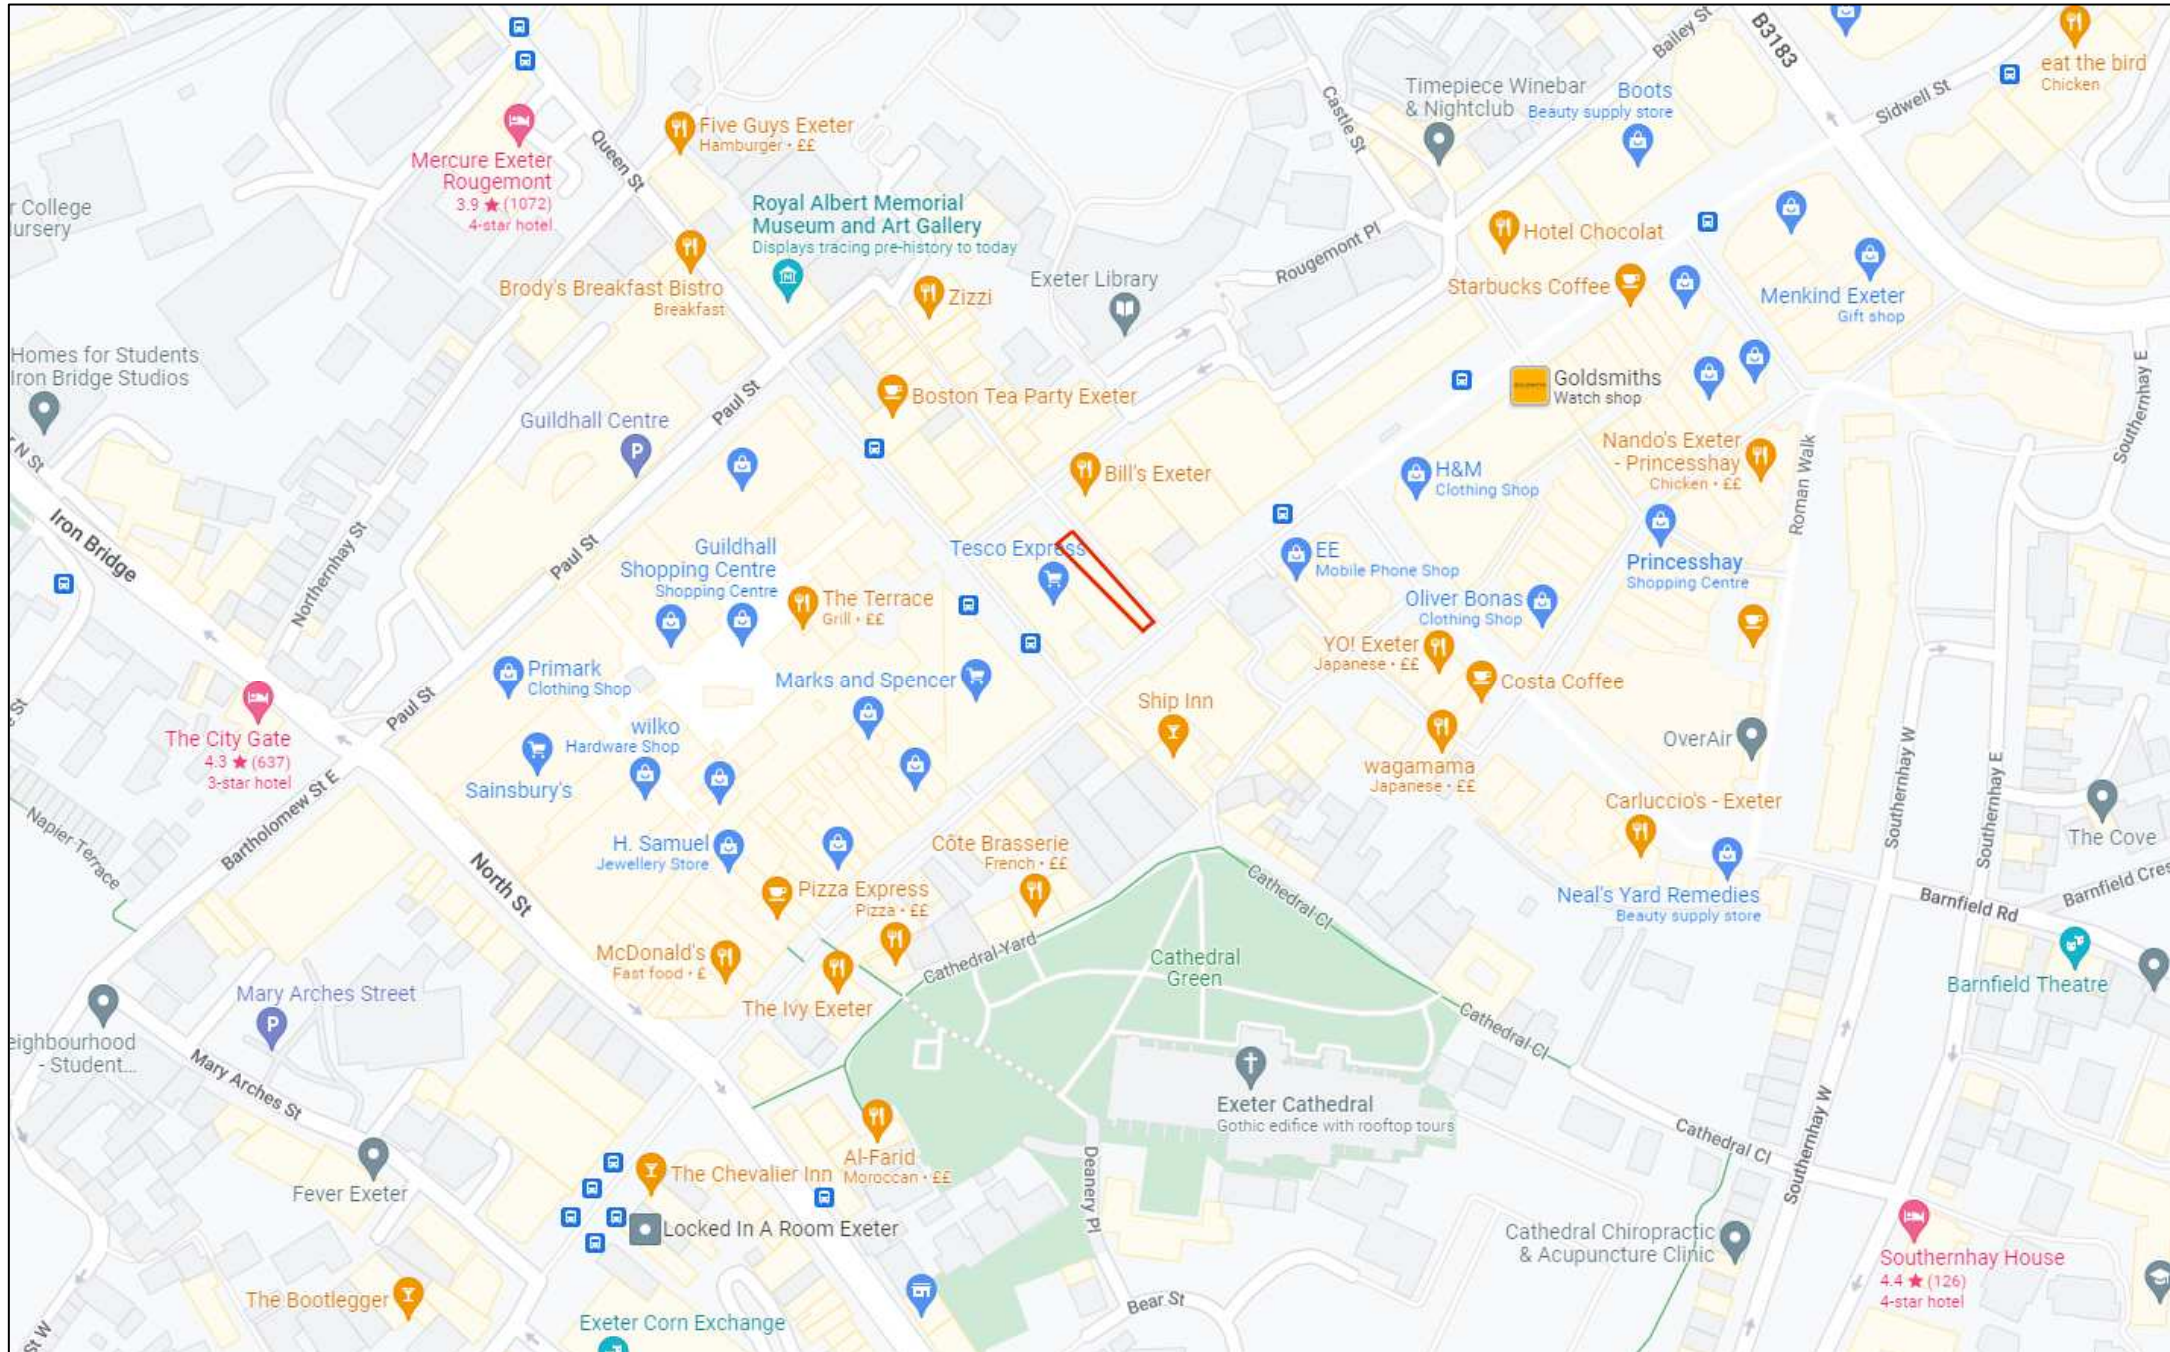 B3183
Bailey St
Sidwell St
eat the bird
Chicken
Timepiece Winebar
& Nightclub
Boots
Beauty supply store
Castle St
Five Guys Exeter
Hamburger • ££
Queen St
Mercure Exeter
Rougemont
3.9 ★ (1072)
4-star hotel
r College
ursery
Royal Albert Memorial
Museum and Art Gallery
Displays tracing pre-history to today
Brody's Breakfast Bistro
Breakfast
Zizzi
Exeter Library
Rougemont Pl
Hotel Chocolat
Starbucks Coffee
Menkind Exeter
Gift shop
Homes for Students
Iron Bridge Studios
Paul St
Boston Tea Party Exeter
Goldsmiths
Watch shop
Southernhay E
Guildhall Centre
P
Nando's Exeter
- Princesshay
Chicken • ££
Roman Walk
Bill's Exeter
H&M
Clothing Shop
r N St
Iron Bridge
Northernhay St
Paul St
Guildhall
Shopping Centre
Shopping Centre
Tesco Express
EE
Mobile Phone Shop
Princesshay
Shopping Centre
The Terrace
Grill • ££
Oliver Bonas
Clothing Shop
YO! Exeter
Japanese • ££
Costa Coffee
Primark
Clothing Shop
Marks and Spencer
Ship Inn
Paul St
The City Gate
4.3 ★ (637)
3-star hotel
wilko
Hardware Shop
Sainsbury's
wagamama
Japanese • ££
OverAir
Southernhay W
Southernhay E
Carluccio's - Exeter
The Cove
Napier Terrace
Bartholomew St E
North St
H. Samuel
Jewellery Store
Côte Brasserie
French • ££
Pizza Express
Pizza • ££
Cathedral Cl
Neal's Yard Remedies
Beauty supply store
Barnfield Rd
Barnfield Cres
McDonald's
Fast food • £
Cathedral Yard
Cathedral
Green
The Ivy Exeter
Barnfield Theatre
Mary Arches Street
P
eighbourhood
- Student...
Mary Arches St
Cathedral Cl
Exeter Cathedral
Gothic edifice with rooftop tours
Cathedral Cl
Southernhay W
Al-Farid
Moroccan • ££
The Chevalier Inn
Deanery Pl
Fever Exeter
Locked In A Room Exeter
Cathedral Chiropractic
& Acupuncture Clinic
Southernhay House
4.4 ★ (126)
4-star hotel
The Bootlegger
Bear St
Exeter Corn Exchange
St W